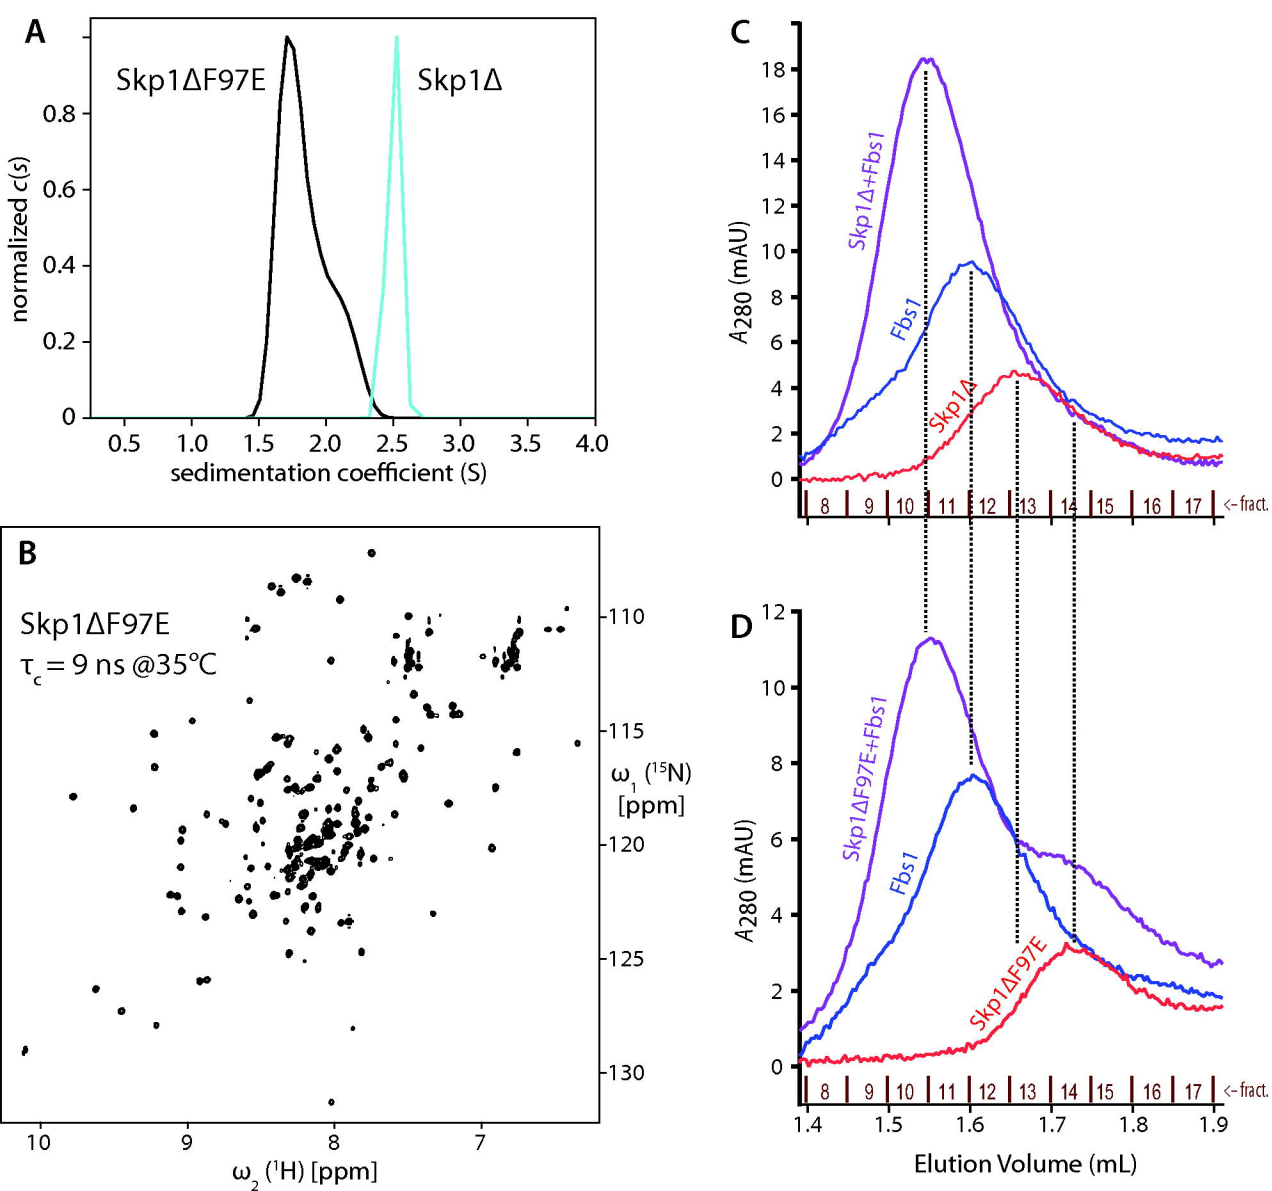 A
Skp1ΔF97E
Skp1Δ
normalized c(s)
0.8
0.6
0.4
0.2
0
0.5 1.0 1.5 2.0 2.5 3.0 3.5 4.0
sedimentation coefficient (S)
B
Skp1ΔF97E
τc = 9 ns @35°C
110
115
ω1 (15N)
[ppm]
120
125
130
10 9 8 7
ω2 (1H) [ppm]
C
A280 (mAU)
18
16
14
12
10
8
6
4
2
0
Skp1Δ+Fbs1
Fbs1
Skp1Δ
8 9 10 11 12 13 14 15 16 17 <-fract.
D
A280 (mAU)
12
10
8
6
4
2
0
Skp1ΔF97E+Fbs1
Fbs1
Skp1ΔF97E
8 9 10 11 12 13 14 15 16 17 <-fract.
1.4 1.5 1.6 1.7 1.8 1.9
Elution Volume (mL)